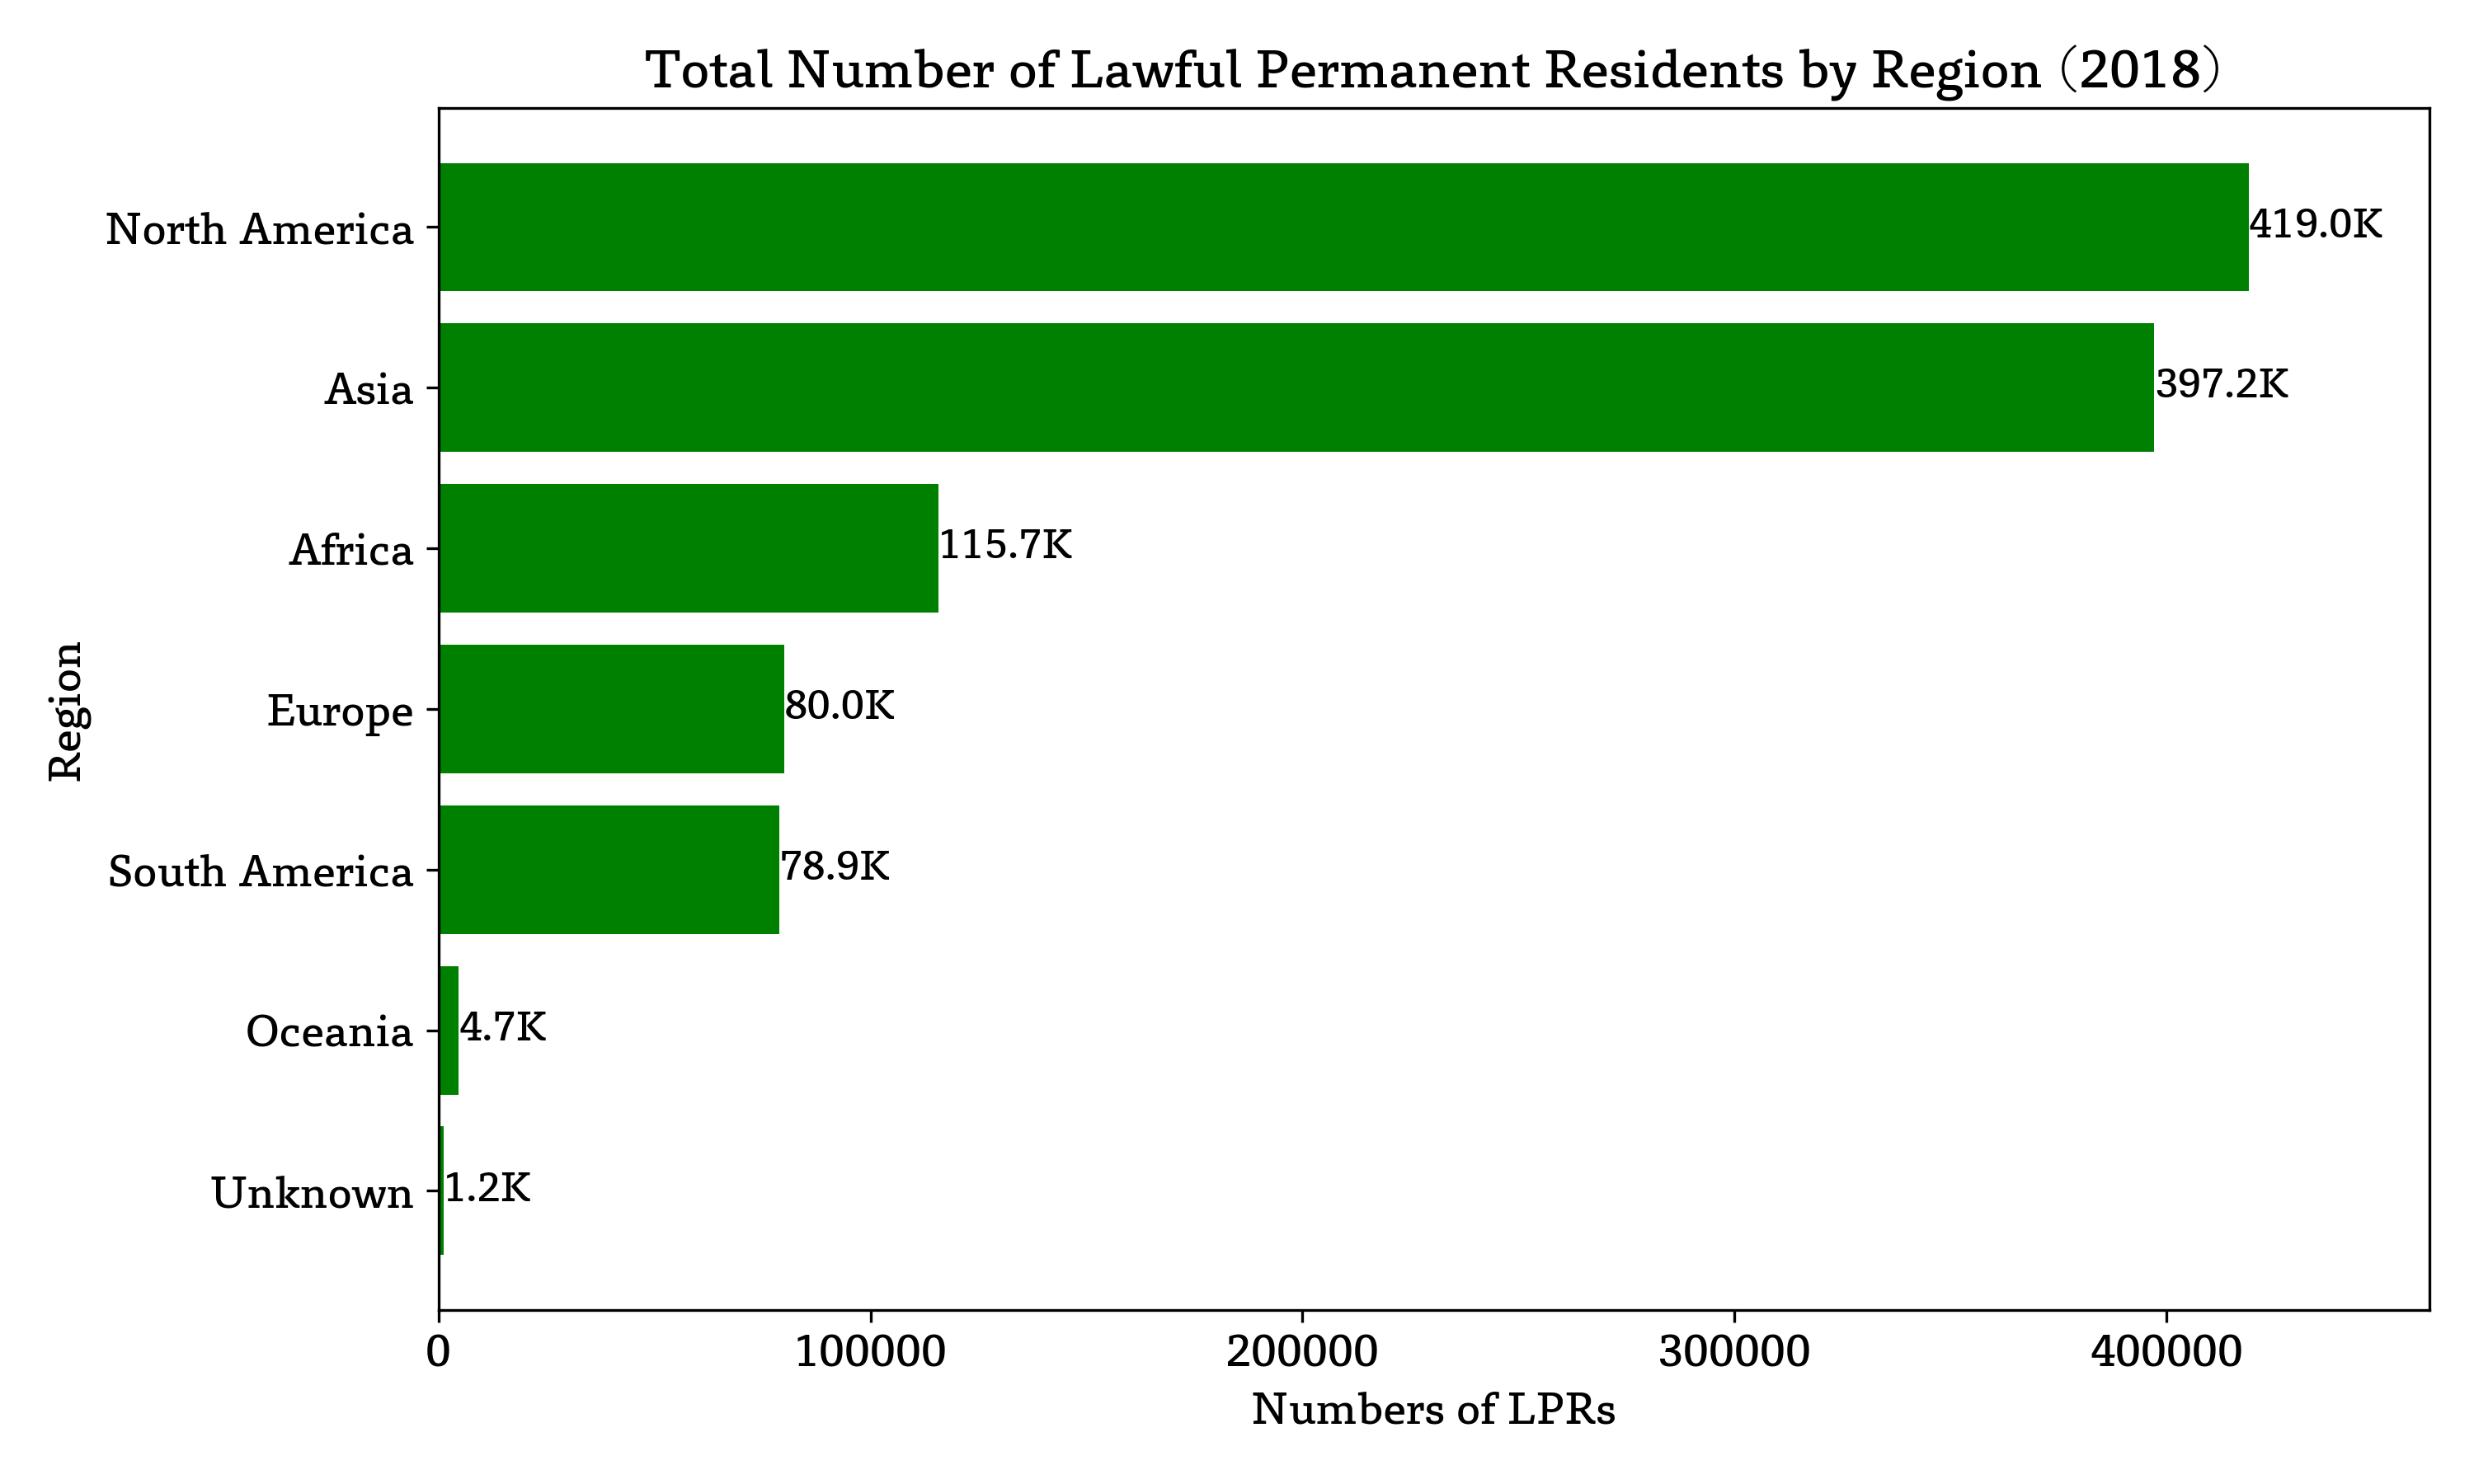 Total Number of Lawful Permanent Residents by Region (2018)
North America
419.0K
Asia
397.2K
Africa
115.7K
Europe
80.0K
South America
78.9K
Oceania
4.7K
Unknown
1.2K
Region
0
100000
200000
300000
400000
Numbers of LPRs